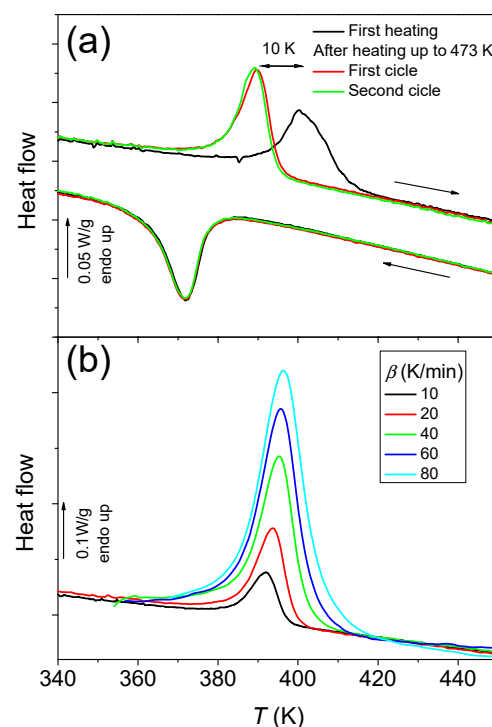 (a)
First heating
After heating up to 473 K
First cicle
Second cicle
10 K
Heat flow
0.05 W/g
endo up
(b)
β (K/min)
10
20
40
60
80
Heat flow
0.1W/g
endo up
340 360 380 400 420 440
T (K)